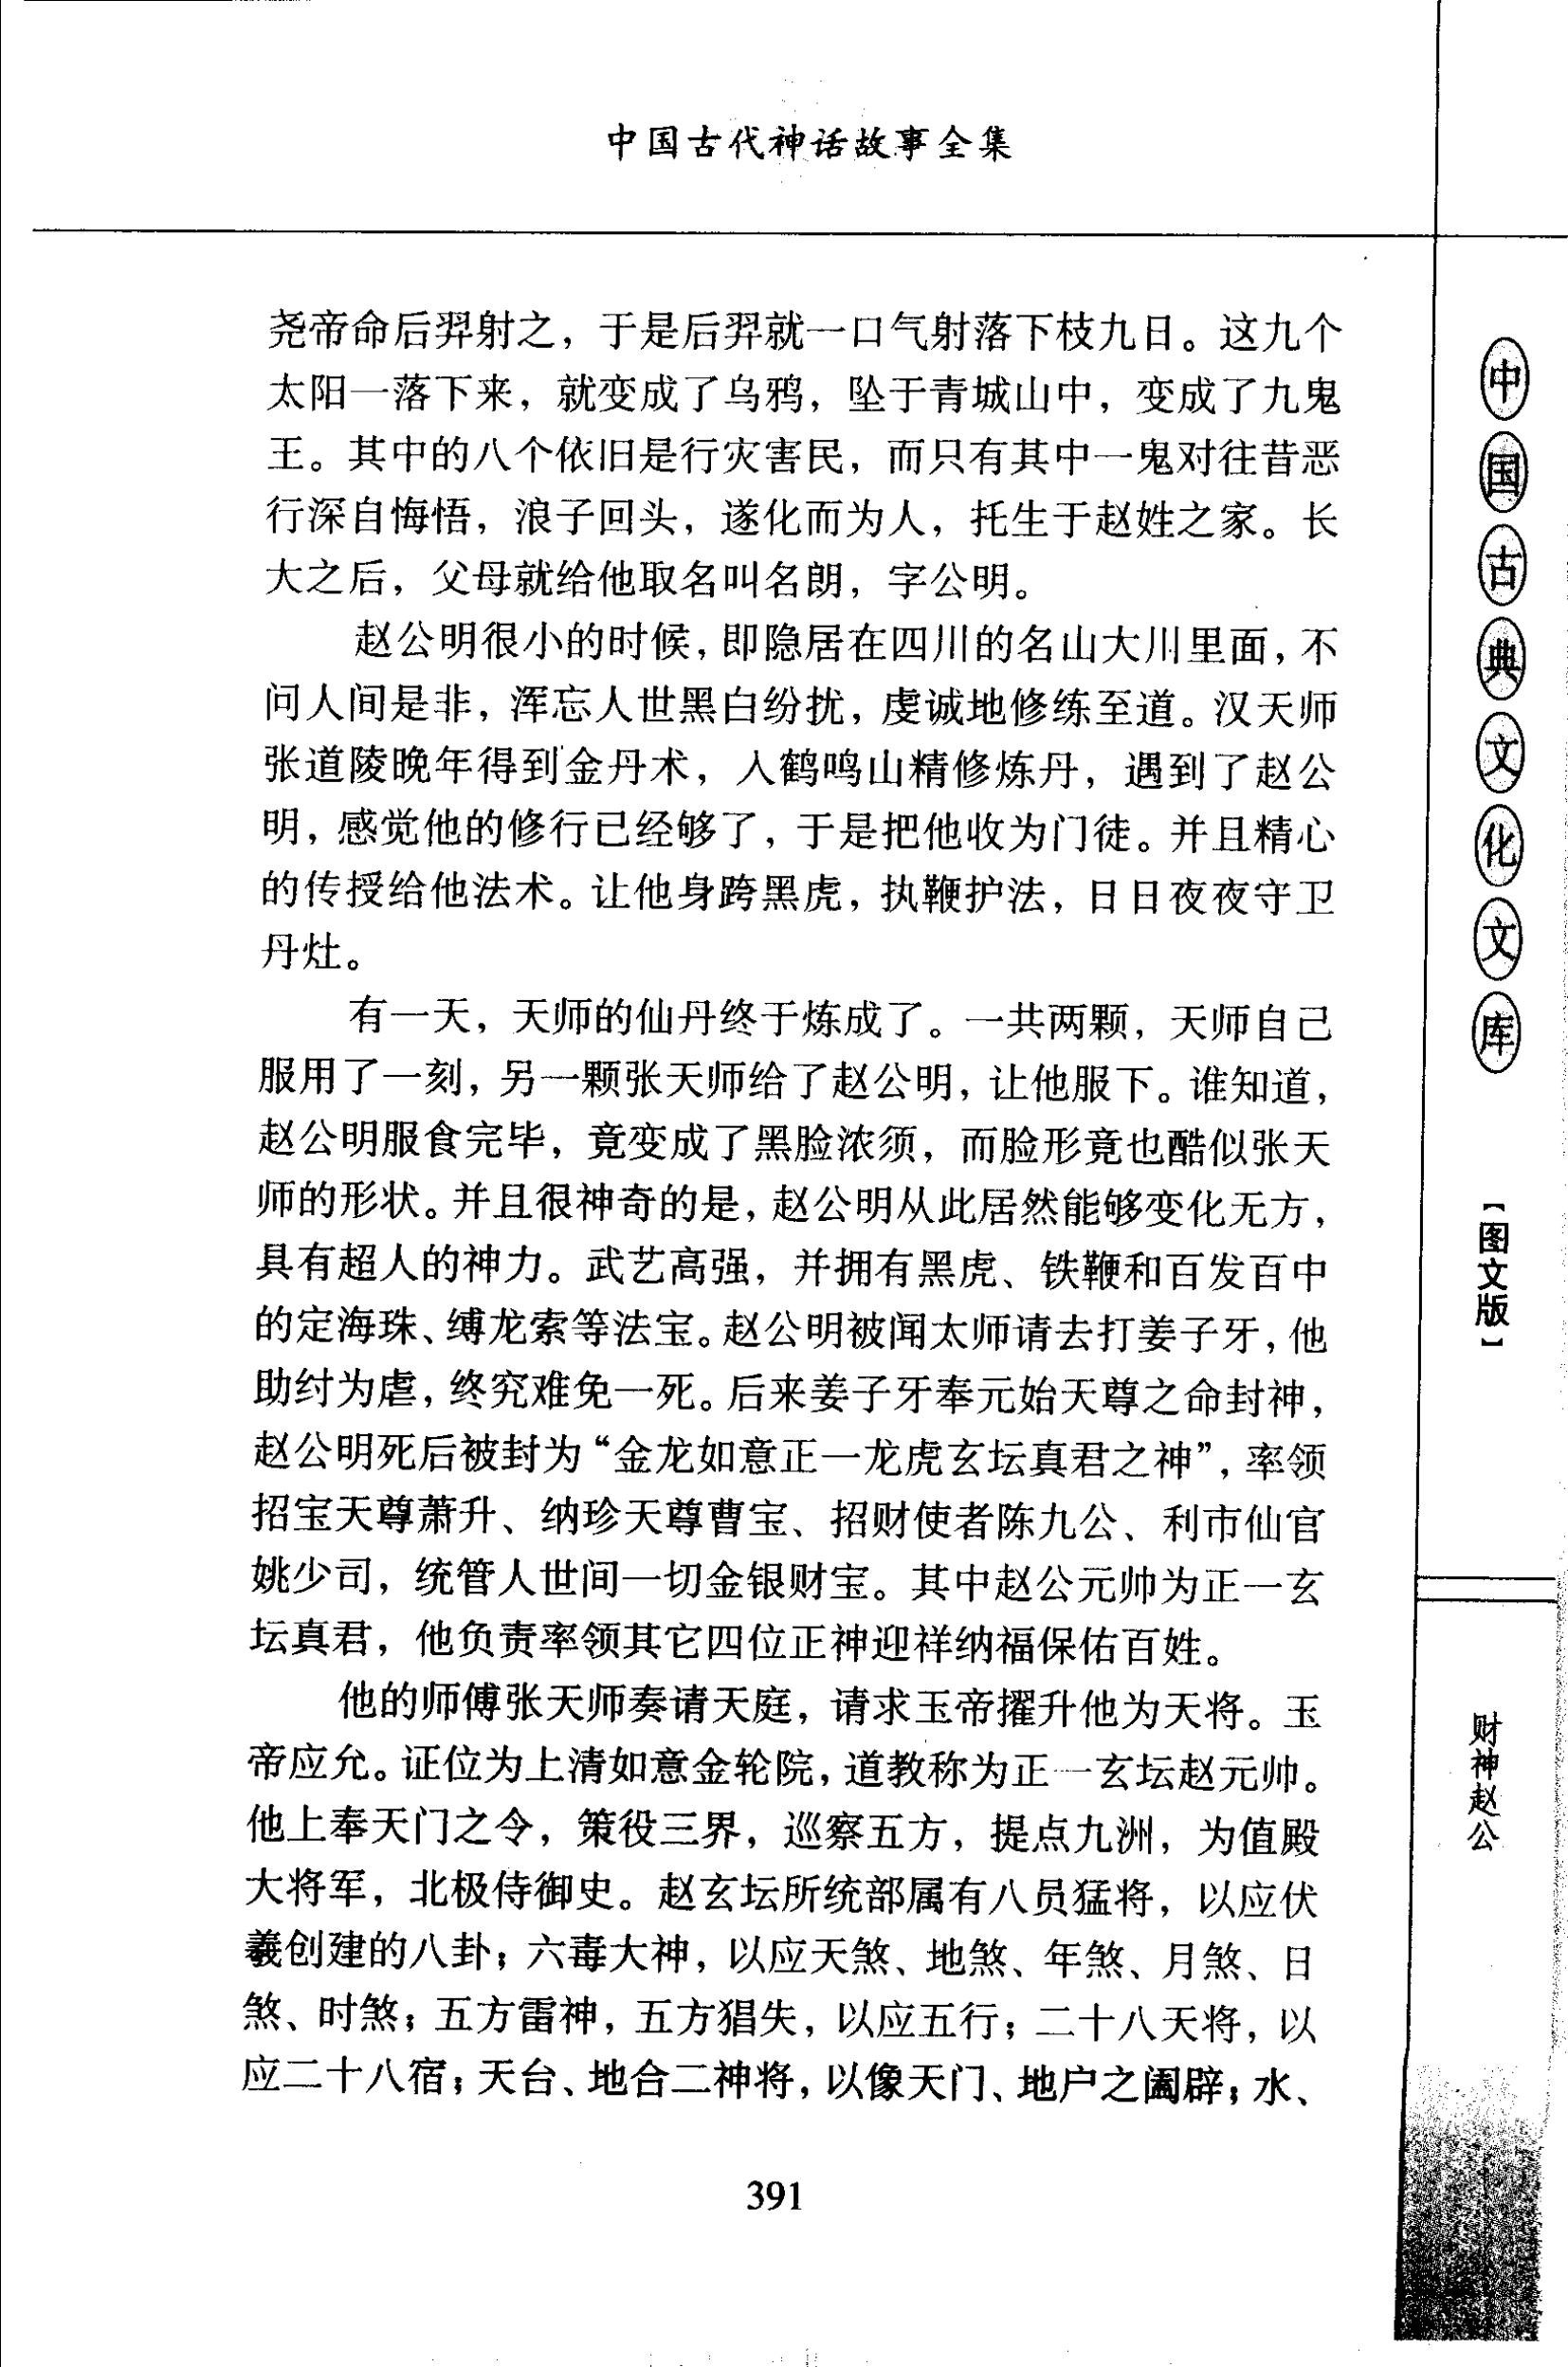 中国古代神话故事全集
尧帝命后羿射之，于是后羿就一口气射落下枝九日。这九个
太阳一落下来，就变成了乌鸦，坠于青城山中，变成了九鬼
王。其中的八个依旧是行灾害民，而只有其中一鬼对往昔恶
行深自悔悟，浪子回头，遂化而为人，托生于赵姓之家。长
大之后，父母就给他取名叫名朗，字公明。
赵公明很小的时候，即隐居在四川的名山大川里面，不
问人间是非，浑忘人世黑白纷扰，虔诚地修练至道。汉天师
张道陵晚年得到金丹术，入鹤鸣山精修炼丹，遇到了赵公
明，感觉他的修行已经够了，于是把他收为门徒。并且精心
的传授给他法术。让他身跨黑虎，执鞭护法，日日夜夜守卫
丹灶。
有一天，天师的仙丹终于炼成了。一共两颗，天师自己
服用了一刻，另一颗张天师给了赵公明，让他服下。谁知道，
赵公明服食完毕，竟变成了黑脸浓须，而脸形竟也酷似张天
师的形状。并且很神奇的是，赵公明从此居然能够变化无方，
具有超人的神力。武艺高强，并拥有黑虎、铁鞭和百发百中
的定海珠、缚龙索等法宝。赵公明被闻太师请去打姜子牙，他
助纣为虐，终究难免一死。后来姜子牙奉元始天尊之命封神，
赵公明死后被封为“金龙如意正一龙虎玄坛真君之神”，率领
招宝天尊萧升、纳珍天尊曹宝、招财使者陈九公、利市仙官
姚少司，统管人世间一切金银财宝。其中赵公元帅为正一玄
坛真君，他负责率领其它四位正神迎祥纳福保佑百姓。
他的师傅张天师奏请天庭，请求玉帝擢升他为天将。玉
帝应允。证位为上清如意金轮院，道教称为正一玄坛赵元帅。
他上奉天门之令，策役三界，巡察五方，提点九洲，为值殿
大将军，北极侍御史。赵玄坛所统部属有八员猛将，以应伏
羲创建的八卦；六毒大神，以应天煞、地煞、年煞、月煞、日
煞、时煞；五方雷神，五方猖失，以应五行；二十八天将，以
应二十八宿；天台、地合二神将，以像天门、地户之阖辟；水、
391
中国古典文化文库
【图文版】
财神赵公